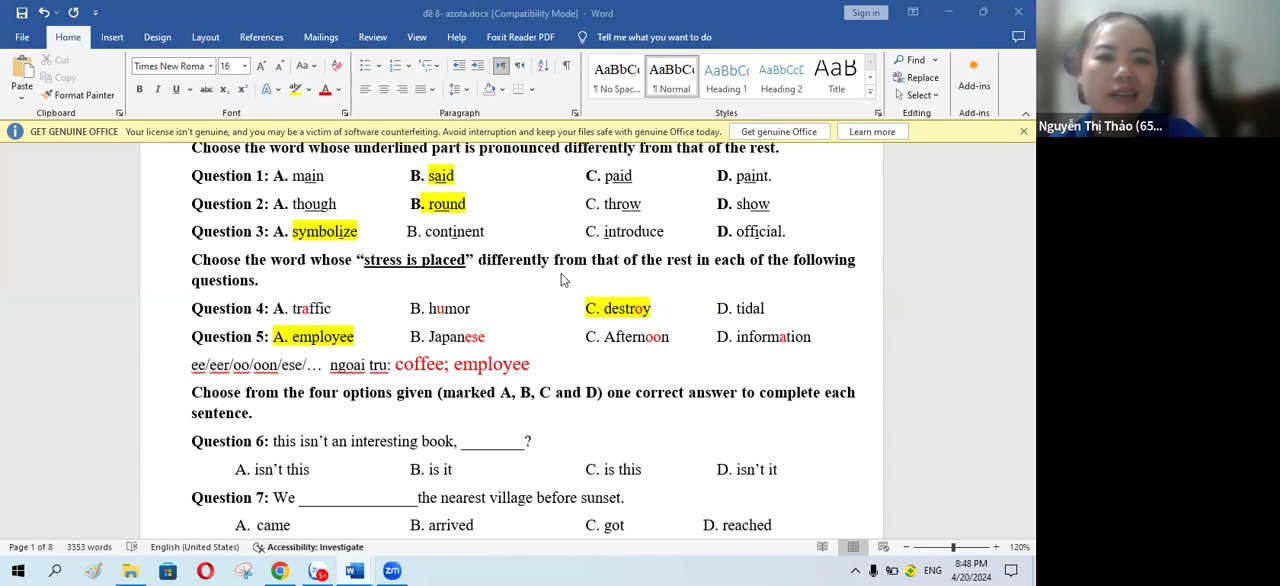 đề 8- azota.docx [Compatibility Mode] - Word
Sign in
File Home Insert Design Layout References Mailings Review View Help Foxit Reader PDF Tell me what you want to do
Paste
Cut
Copy
Format Painter
Clipboard
Times New Roma 16
Font
Paragraph
AaBbCc AaBbCc AaBbCc AaBbCcD AaB
¶ No Spac... ¶ Normal Heading 1 Heading 2 Title
Styles
Find
Replace
Select
Editing
Add-ins
Add-ins
GET GENUINE OFFICE Your license isn't genuine, and you may be a victim of software counterfeiting. Avoid interruption and keep your files safe with genuine Office today. Get genuine Office Learn more
Nguyễn Thị Thảo (65...
Choose the word whose underlined part is pronounced differently from that of the rest.
Question 1: A. main B. said C. paid D. paint.
Question 2: A. though B. round C. throw D. show
Question 3: A. symbolize B. continent C. introduce D. official.
Choose the word whose “stress is placed” differently from that of the rest in each of the following
questions.
Question 4: A. traffic B. humor C. destroy D. tidal
Question 5: A. employee B. Japanese C. Afternoon D. information
ee/eer/oo/oon/ese/… ngoai tru: coffee; employee
Choose from the four options given (marked A, B, C and D) one correct answer to complete each
sentence.
Question 6: this isn’t an interesting book, ________?
A. isn’t this B. is it C. is this D. isn’t it
Question 7: We _______________the nearest village before sunset.
A. came B. arrived C. got D. reached
Page 1 of 8 3353 words English (United States) Accessibility: Investigate 120%
ENG
8:48 PM
4/20/2024